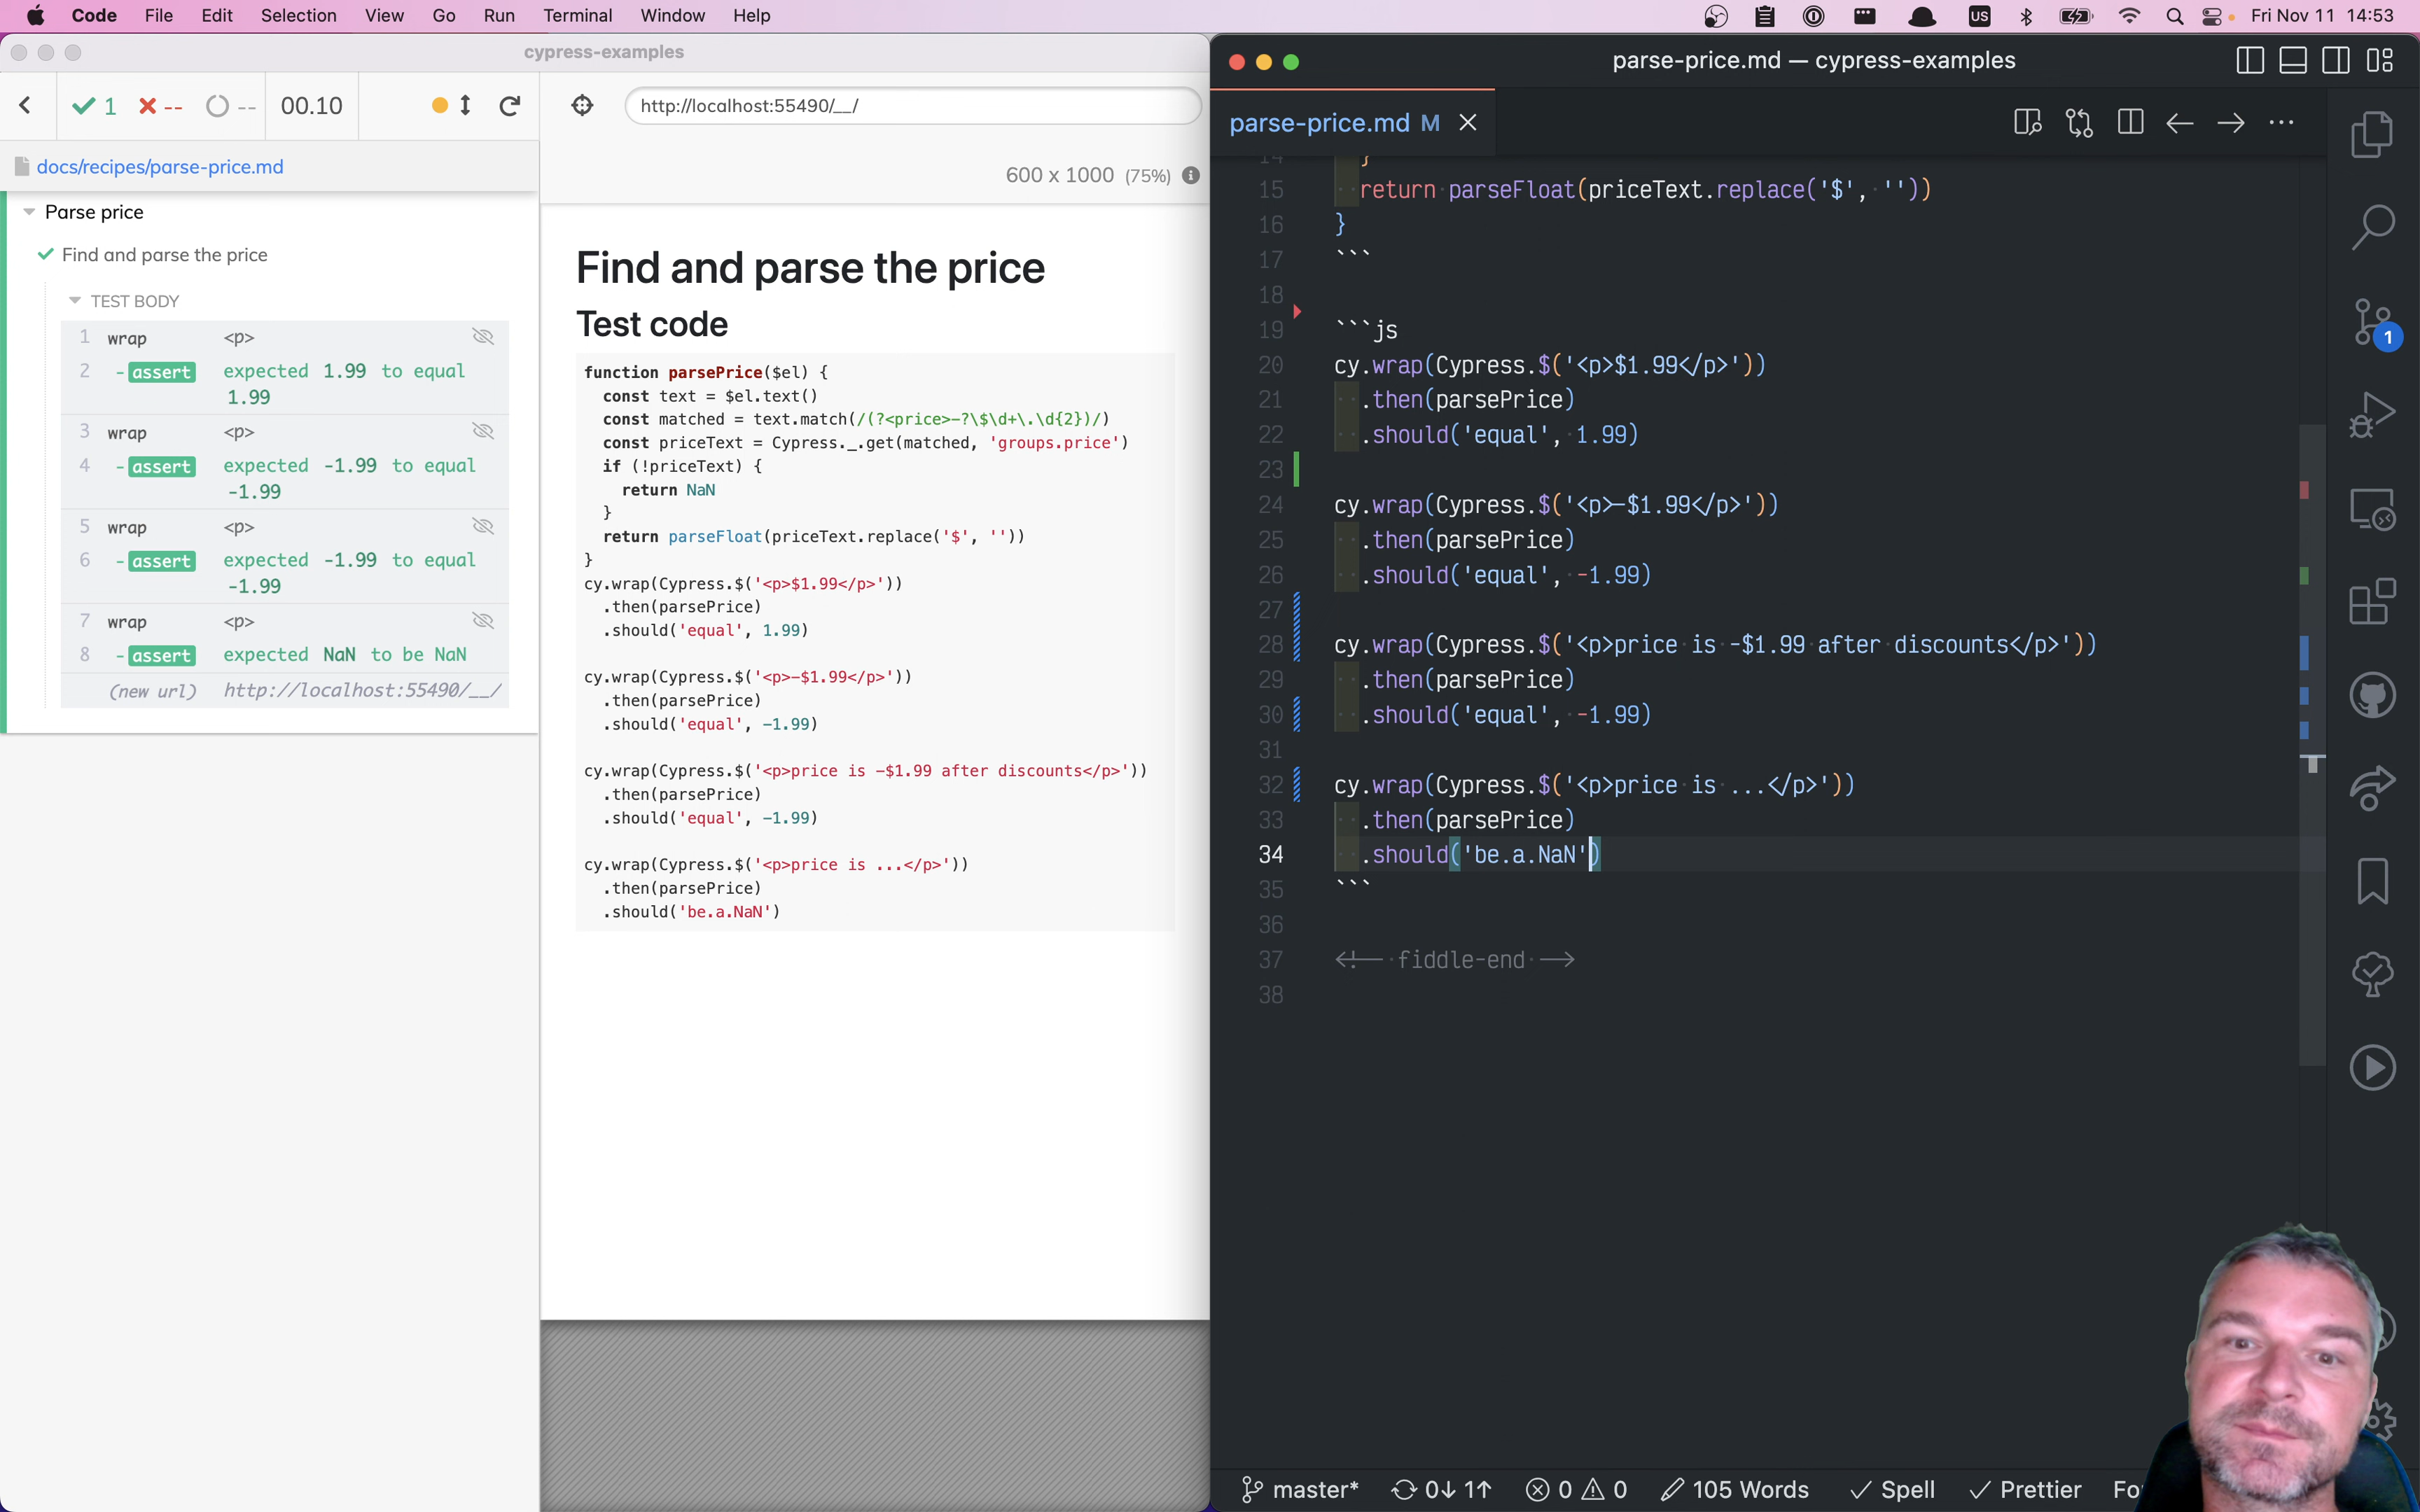 Code File Edit Selection View Go Run Terminal Window Help US Fri Nov 11 14:53
cypress-examples
1 -- -- 00.10
http://localhost:55490/__/
docs/recipes/parse-price.md
600 x 1000 (75%)
Parse price
Find and parse the price
TEST BODY
1 wrap <p>
2 -assert expected 1.99 to equal
1.99
3 wrap <p>
4 -assert expected -1.99 to equal
-1.99
5 wrap <p>
6 -assert expected -1.99 to equal
-1.99
7 wrap <p>
8 -assert expected NaN to be NaN
(new url) http://localhost:55490/__/
Find and parse the price
Test code
function parsePrice($el) {
const text = $el.text()
const matched = text.match(/(?<price>-?\$\d+\.\d{2})/)
const priceText = Cypress._.get(matched, 'groups.price')
if (!priceText) {
return NaN
}
return parseFloat(priceText.replace('$', ''))
}
cy.wrap(Cypress.$('<p>$1.99</p>'))
.then(parsePrice)
.should('equal', 1.99)
cy.wrap(Cypress.$('<p>-$1.99</p>'))
.then(parsePrice)
.should('equal', -1.99)
cy.wrap(Cypress.$('<p>price is -$1.99 after discounts</p>'))
.then(parsePrice)
.should('equal', -1.99)
cy.wrap(Cypress.$('<p>price is ...</p>'))
.then(parsePrice)
.should('be.a.NaN')
parse-price.md — cypress-examples
parse-price.md M
14 }
15 return parseFloat(priceText.replace('$', ''))
16 }
17 ```
18
19 ```js
20 cy.wrap(Cypress.$('<p>$1.99</p>'))
21 .then(parsePrice)
22 .should('equal', 1.99)
23
24 cy.wrap(Cypress.$('<p>-$1.99</p>'))
25 .then(parsePrice)
26 .should('equal', -1.99)
27
28 cy.wrap(Cypress.$('<p>price is -$1.99 after discounts</p>'))
29 .then(parsePrice)
30 .should('equal', -1.99)
31
32 cy.wrap(Cypress.$('<p>price is ...</p>'))
33 .then(parsePrice)
34 .should('be.a.NaN')
35 ```
36
37 <!-- fiddle-end -->
38
1
master* 0↓ 1↑ 0 0 105 Words Spell Prettier